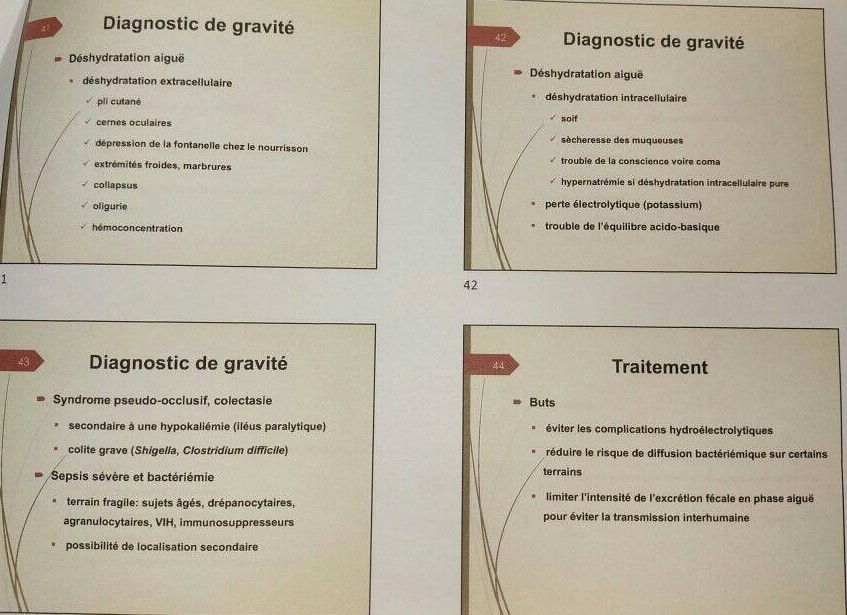 41
Diagnostic de gravité
Déshydratation aiguë
déshydratation extracellulaire
pli cutané
cernes oculaires
dépression de la fontanelle chez le nourrisson
extrémités froides, marbrures
collapsus
oligurie
hémoconcentration
1
42
Diagnostic de gravité
Déshydratation aiguë
déshydratation intracellulaire
soif
sècheresse des muqueuses
trouble de la conscience voire coma
hypernatrémie si déshydratation intracellulaire pure
perte électrolytique (potassium)
trouble de l'équilibre acido-basique
42
43
Diagnostic de gravité
Syndrome pseudo-occlusif, colectasie
secondaire à une hypokaliémie (iléus paralytique)
colite grave (Shigella, Clostridium difficile)
Sepsis sévère et bactériémie
terrain fragile: sujets âgés, drépanocytaires,
agranulocytaires, VIH, immunosuppresseurs
possibilité de localisation secondaire
44
Traitement
Buts
éviter les complications hydroélectrolytiques
réduire le risque de diffusion bactériémique sur certains
terrains
limiter l'intensité de l'excrétion fécale en phase aiguë
pour éviter la transmission interhumaine